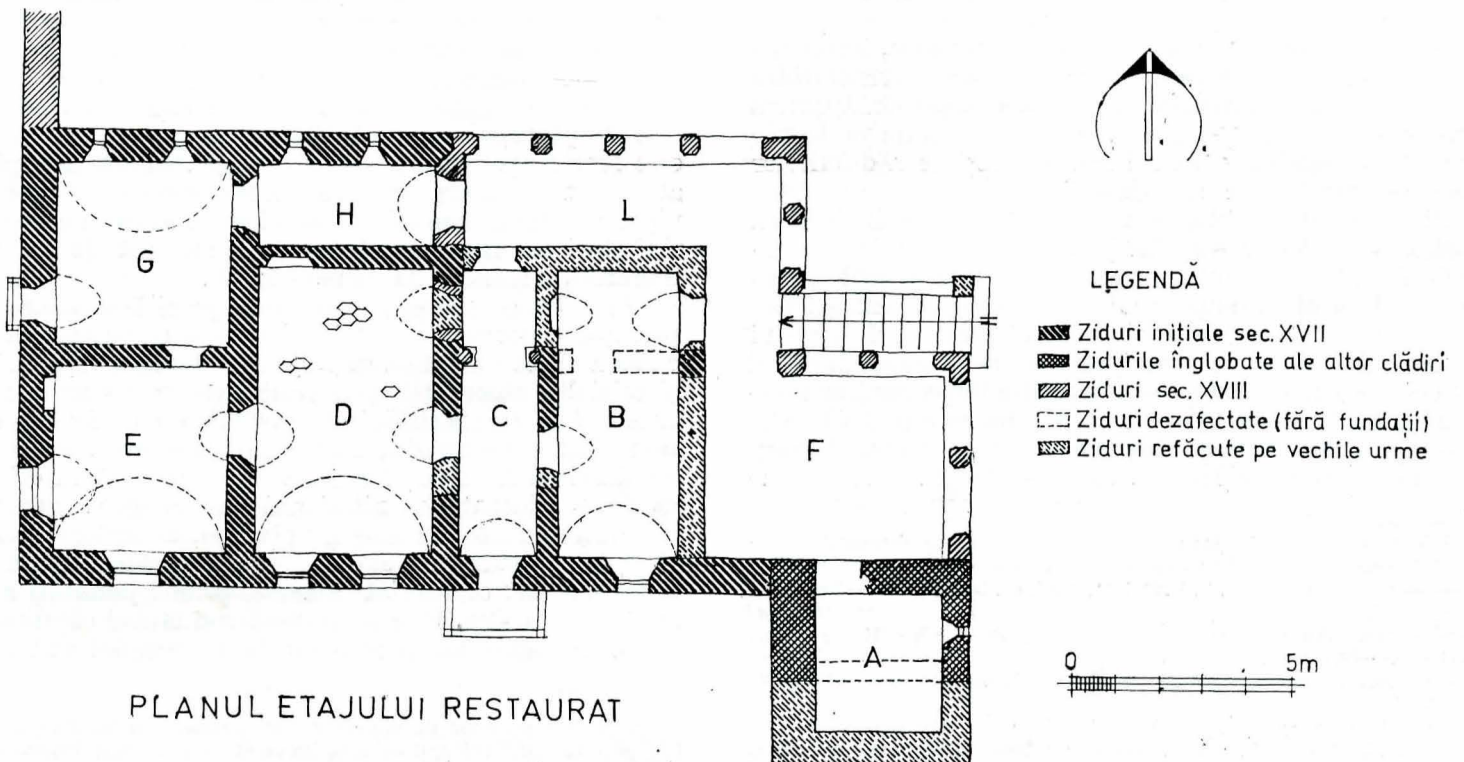 G
H
L
E
D
C
B
F
A
LEGENDĂ
Ziduri inițiale sec. XVII
Zidurile înglobate ale altor clădiri
Ziduri sec. XVIII
Ziduri dezafectate (fără fundații)
Ziduri refăcute pe vechile urme
0 5m
PLANUL ETAJULUI RESTAURAT